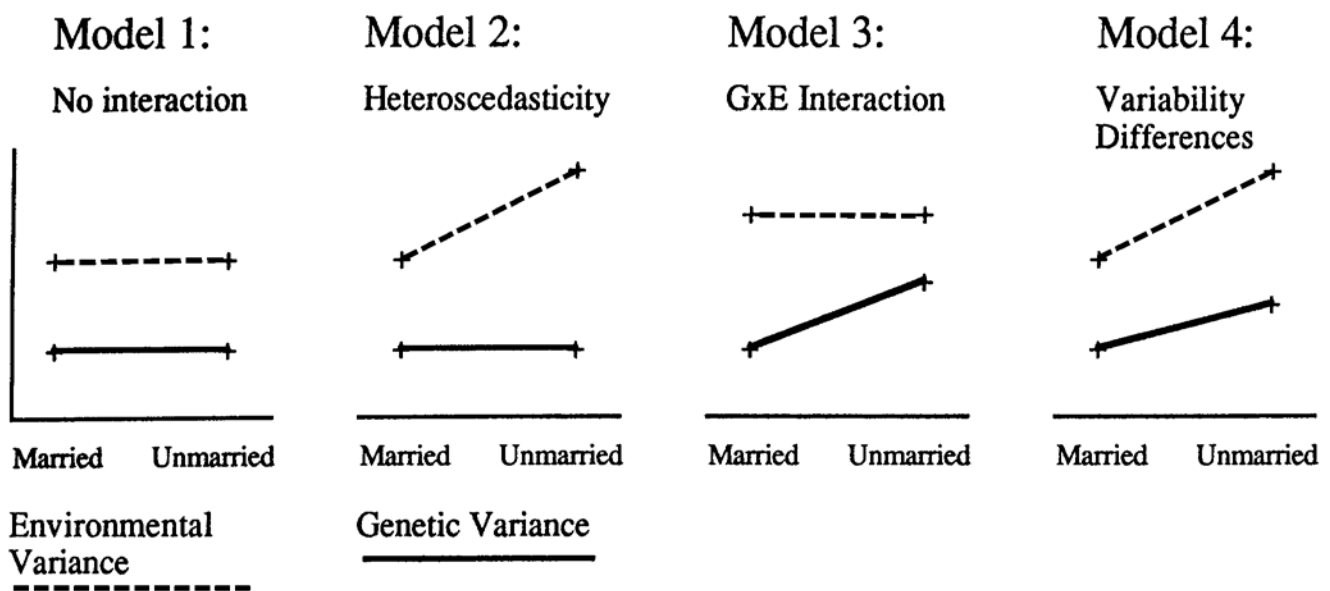 Model 1:
No interaction
Model 2:
Heteroscedasticity
Model 3:
GxE Interaction
Model 4:
Variability
Differences
Married Unmarried
Married Unmarried
Married Unmarried
Married Unmarried
Environmental
Variance
Genetic Variance